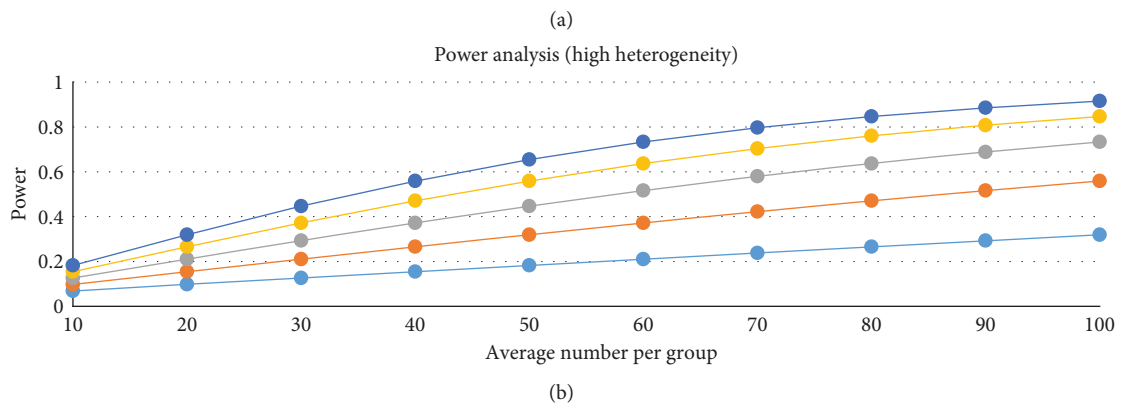 (a)
Power analysis (high heterogeneity)
1
0.8
0.6
0.4
0.2
0
Power
10 20 30 40 50 60 70 80 90 100
Average number per group
(b)